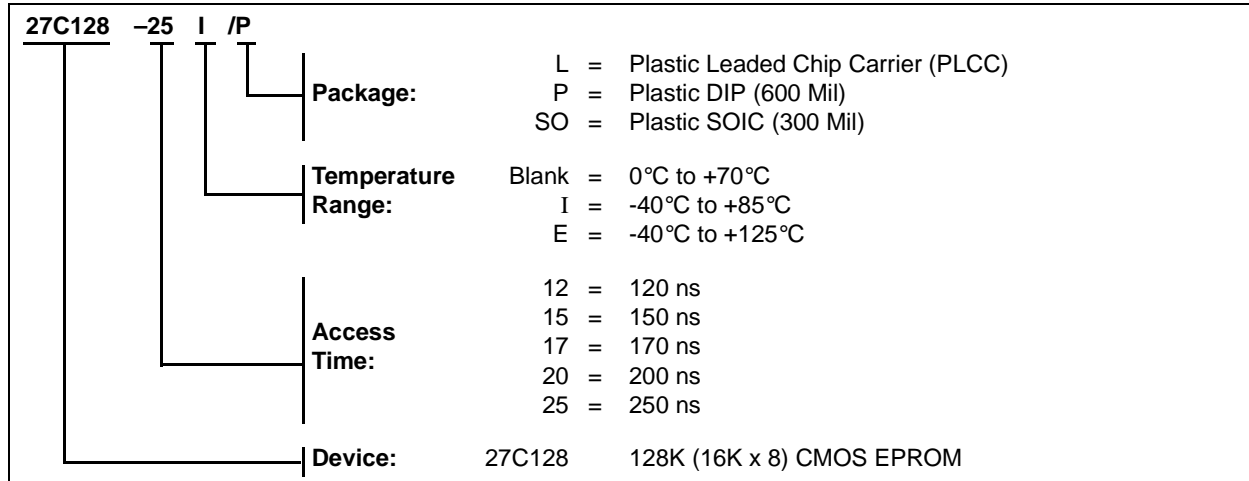 27C128 –25 I /P
Package: L = Plastic Leaded Chip Carrier (PLCC)
P = Plastic DIP (600 Mil)
SO = Plastic SOIC (300 Mil)
Temperature Range: Blank = 0°C to +70°C
I = -40°C to +85°C
E = -40°C to +125°C
Access Time: 12 = 120 ns
15 = 150 ns
17 = 170 ns
20 = 200 ns
25 = 250 ns
Device: 27C128 128K (16K x 8) CMOS EPROM